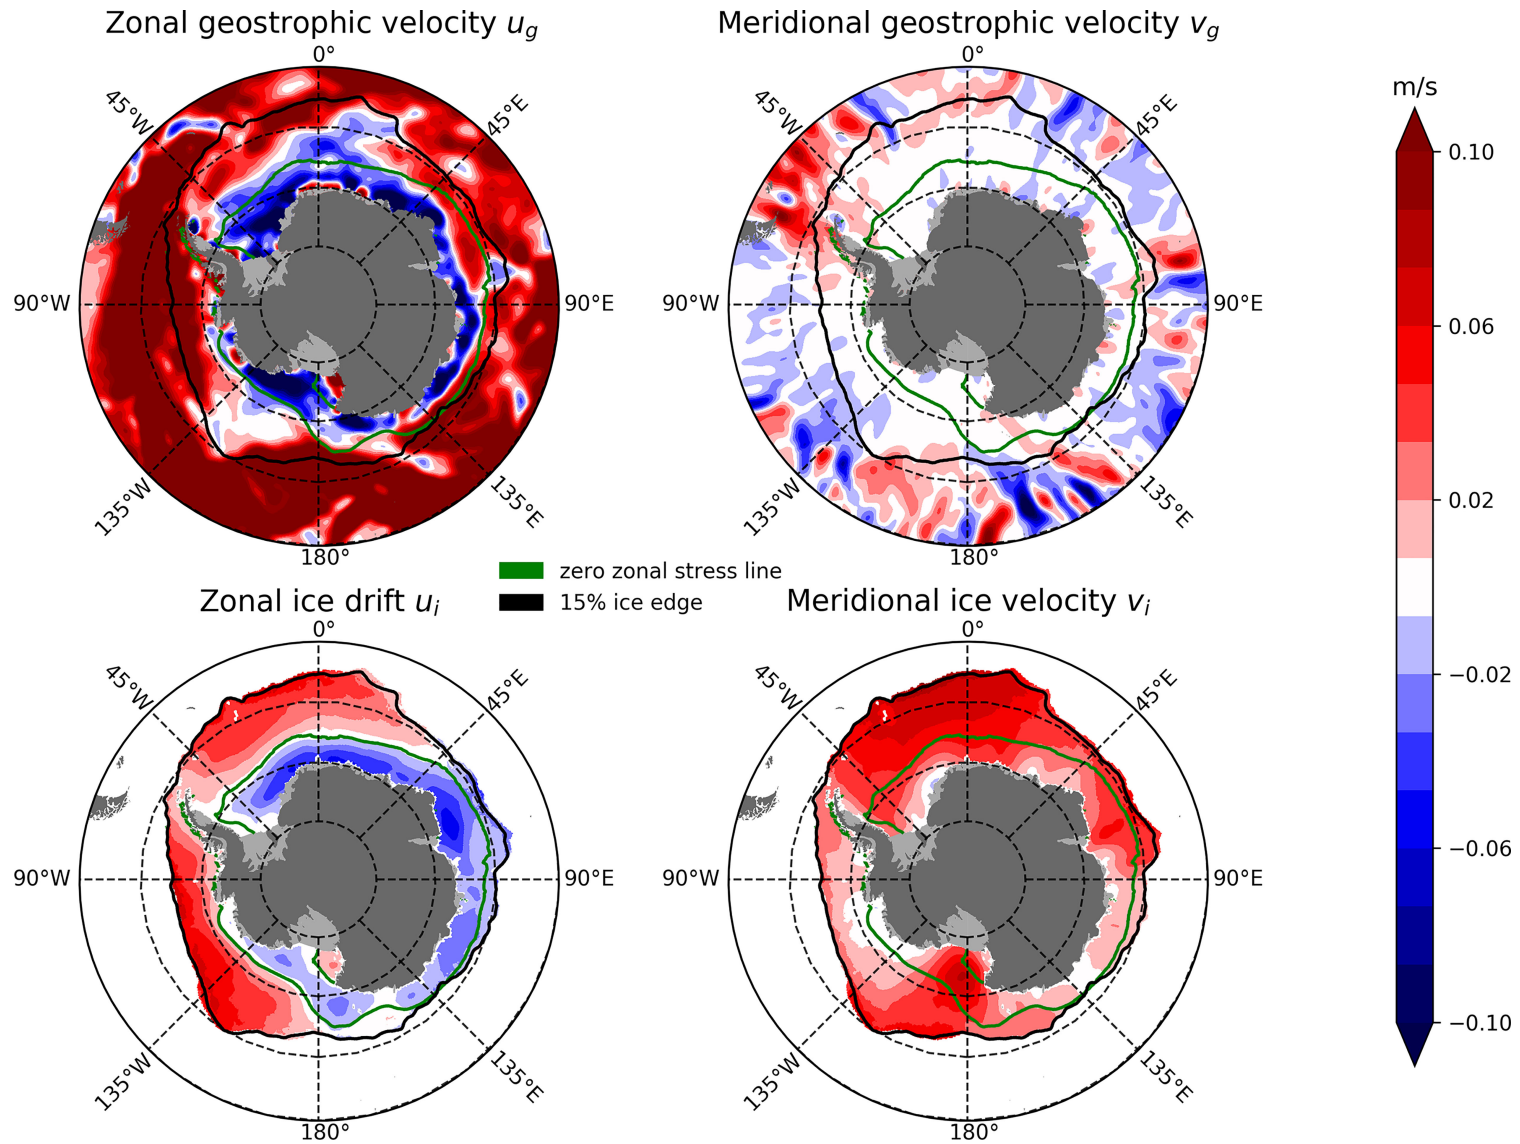 Zonal geostrophic velocity u_g
Meridional geostrophic velocity v_g
0°
0°
45°W
45°E
45°W
45°E
m/s
0.10
90°W
90°E
90°W
90°E
0.06
135°W
135°E
135°W
135°E
0.02
180°
180°
zero zonal stress line
15% ice edge
Zonal ice drift u_i
Meridional ice velocity v_i
0°
0°
45°W
45°E
45°W
45°E
−0.02
90°W
90°E
90°W
90°E
−0.06
135°W
135°E
135°W
135°E
−0.10
180°
180°